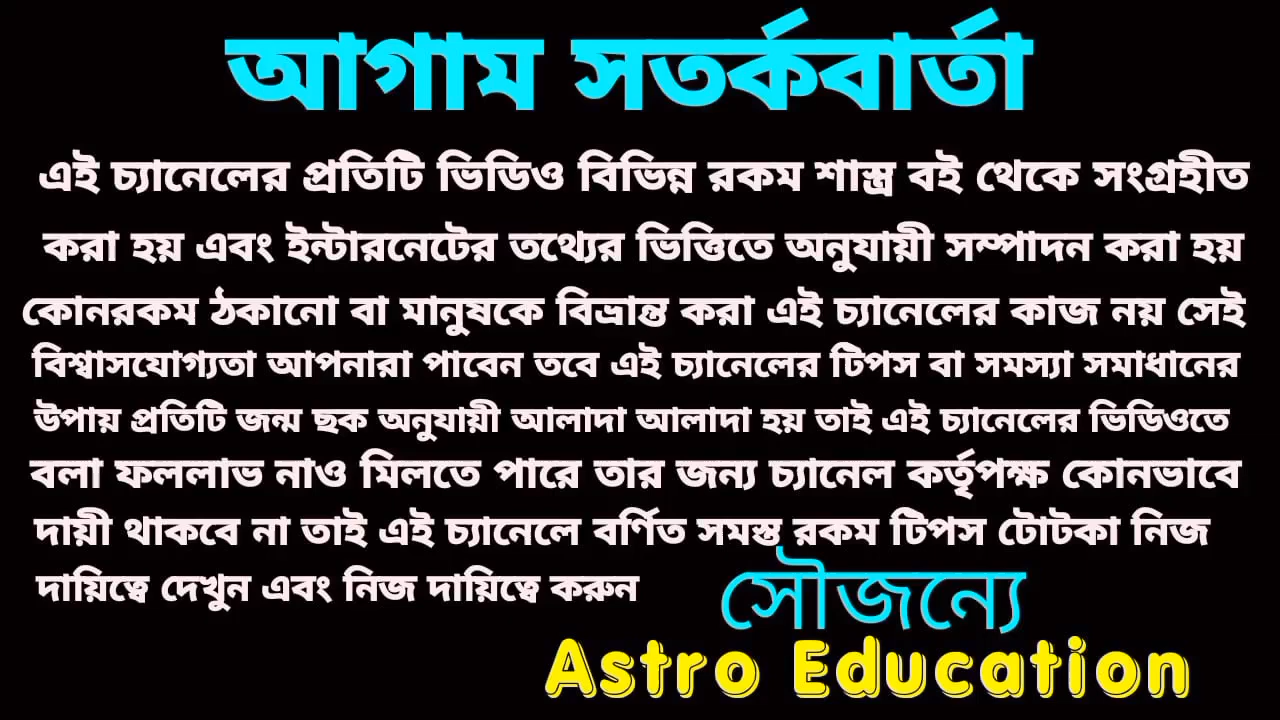 আগাম সতর্কবার্তা
এই চ্যানেলের প্রতিটি ভিডিও বিভিন্ন রকম শাস্ত্র বই থেকে সংগ্রহীত
করা হয় এবং ইন্টারনেটের তথ্যের ভিত্তিতে অনুযায়ী সম্পাদন করা হয়
কোনরকম ঠকানো বা মানুষকে বিভ্রান্ত করা এই চ্যানেলের কাজ নয় সেই
বিশ্বাসযোগ্যতা আপনারা পাবেন তবে এই চ্যানেলের টিপস বা সমস্যা সমাধানের
উপায় প্রতিটি জন্ম ছক অনুযায়ী আলাদা আলাদা হয় তাই এই চ্যানেলের ভিডিওতে
বলা ফললাভ নাও মিলতে পারে তার জন্য চ্যানেল কর্তৃপক্ষ কোনভাবে
দায়ী থাকবে না তাই এই চ্যানেলে বর্ণিত সমস্ত রকম টিপস টোটকা নিজ
দায়িত্বে দেখুন এবং নিজ দায়িত্বে করুন
সৌজন্যে
Astro Education